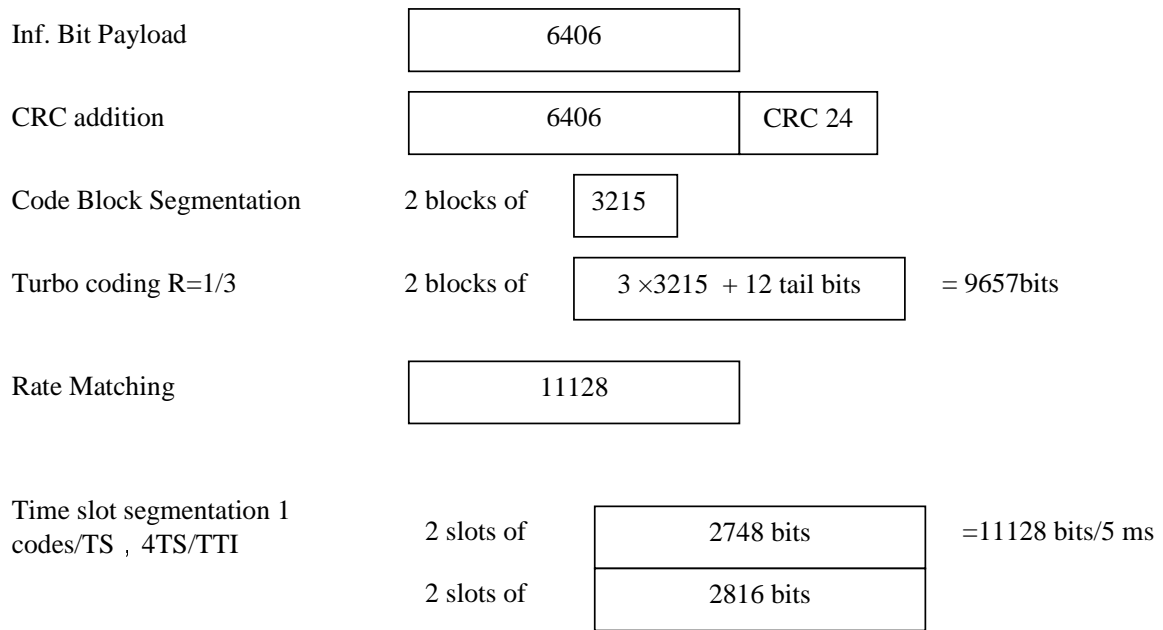 Inf. Bit Payload 6406
CRC addition 6406 CRC 24
Code Block Segmentation 2 blocks of 3215
Turbo coding R=1/3 2 blocks of 3 ×3215 + 12 tail bits = 9657bits
Rate Matching 11128
Time slot segmentation 1
codes/TS , 4TS/TTI 2 slots of 2748 bits =11128 bits/5 ms
2 slots of 2816 bits